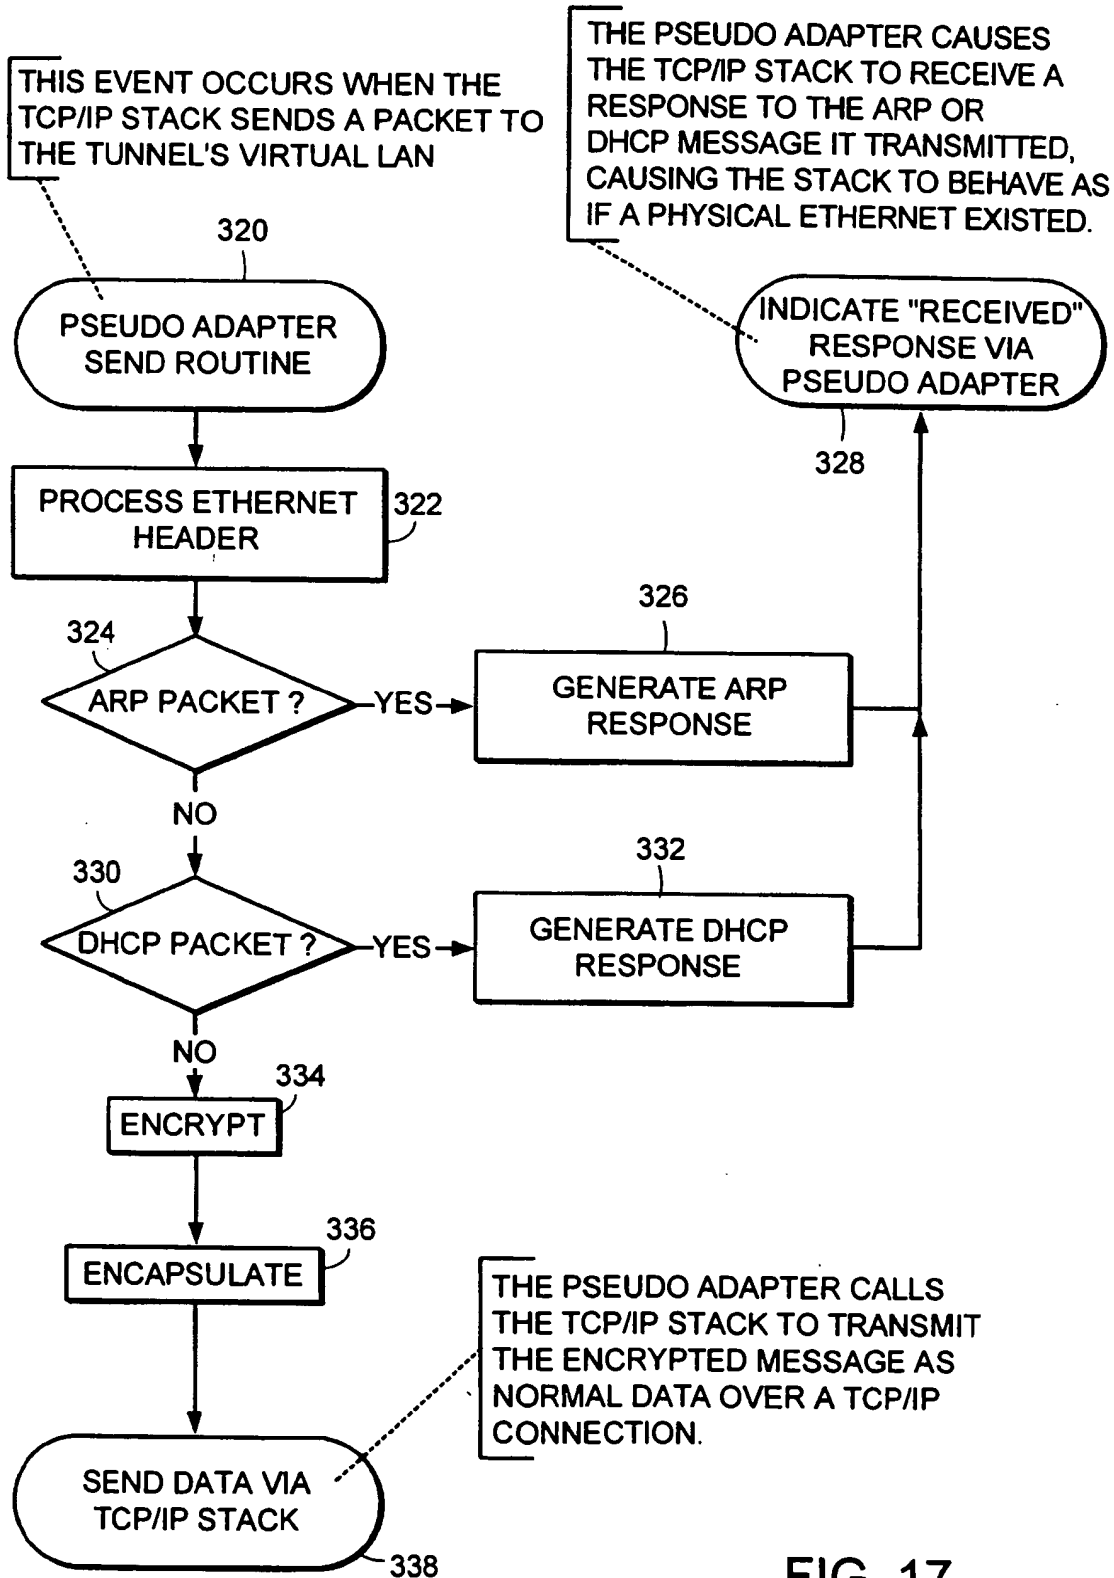 THIS EVENT OCCURS WHEN THE
TCP/IP STACK SENDS A PACKET TO
THE TUNNEL'S VIRTUAL LAN
THE PSEUDO ADAPTER CAUSES
THE TCP/IP STACK TO RECEIVE A
RESPONSE TO THE ARP OR
DHCP MESSAGE IT TRANSMITTED,
CAUSING THE STACK TO BEHAVE AS
IF A PHYSICAL ETHERNET EXISTED.
320
PSEUDO ADAPTER
SEND ROUTINE
INDICATE "RECEIVED"
RESPONSE VIA
PSEUDO ADAPTER
328
PROCESS ETHERNET
HEADER
322
324
ARP PACKET ?
YES
326
GENERATE ARP
RESPONSE
NO
330
DHCP PACKET ?
YES
332
GENERATE DHCP
RESPONSE
NO
334
ENCRYPT
336
ENCAPSULATE
THE PSEUDO ADAPTER CALLS
THE TCP/IP STACK TO TRANSMIT
THE ENCRYPTED MESSAGE AS
NORMAL DATA OVER A TCP/IP
CONNECTION.
SEND DATA VIA
TCP/IP STACK
338
FIG. 17